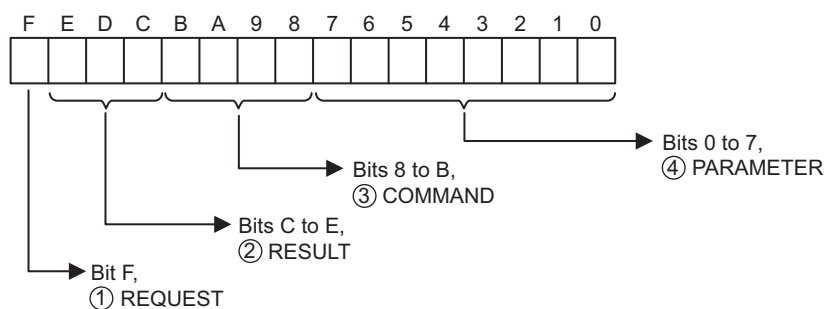 F E D C B A 9 8 7 6 5 4 3 2 1 0
Bits 0 to 7,
④ PARAMETER
Bits 8 to B,
③ COMMAND
Bits C to E,
② RESULT
Bit F,
① REQUEST